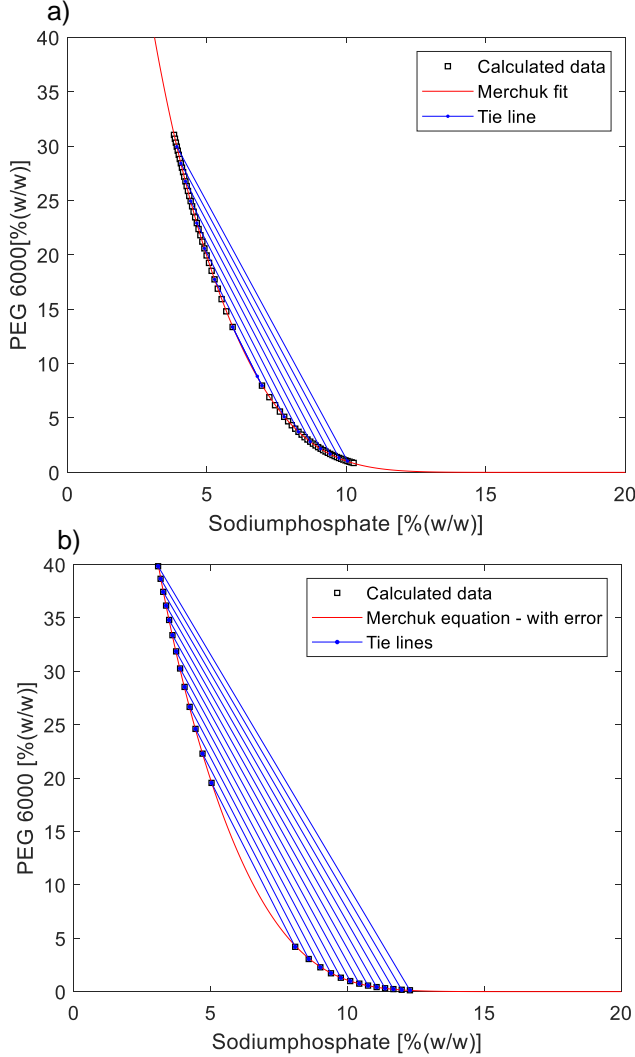 a)
40
35
30
25
20
15
10
5
0
PEG 6000[%(w/w)]
Calculated data
Merchuk fit
Tie line
0 5 10 15 20
Sodiumphosphate [%(w/w)]
b)
40
35
30
25
20
15
10
5
0
PEG 6000 [%(w/w)]
Calculated data
Merchuk equation - with error
Tie lines
0 5 10 15 20
Sodiumphosphate [%(w/w)]